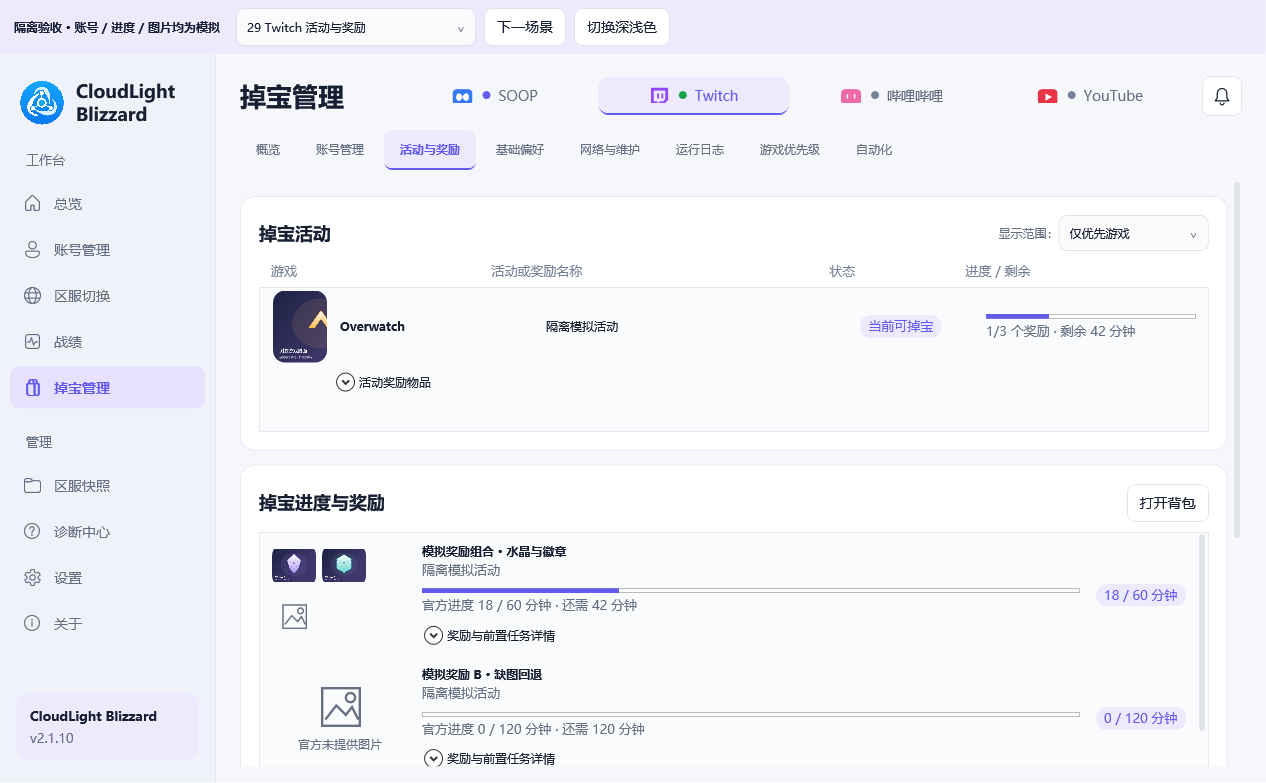 隔离验收 • 账号 / 进度 / 图片均为模拟
29 Twitch 活动与奖励
下一场景
切换深浅色
CloudLight
Blizzard
工作台
总览
账号管理
区服切换
战绩
掉宝管理
管理
区服快照
诊断中心
设置
关于
CloudLight Blizzard
v2.1.10
掉宝管理
SOOP
Twitch
哔哩哔哩
YouTube
概览
账号管理
活动与奖励
基础偏好
网络与维护
运行日志
游戏优先级
自动化
掉宝活动
显示范围:
仅优先游戏
游戏
活动或奖励名称
状态
进度 / 剩余
Overwatch
隔离模拟活动
当前可掉宝
1/3 个奖励 · 剩余 42 分钟
活动奖励物品
掉宝进度与奖励
打开背包
模拟奖励组合 • 水晶与徽章
隔离模拟活动
官方进度 18 / 60 分钟 · 还需 42 分钟
18 / 60 分钟
奖励与前置任务详情
模拟奖励 B • 缺图回退
隔离模拟活动
官方进度 0 / 120 分钟 · 还需 120 分钟
0 / 120 分钟
官方未提供图片
奖励与前置任务详情